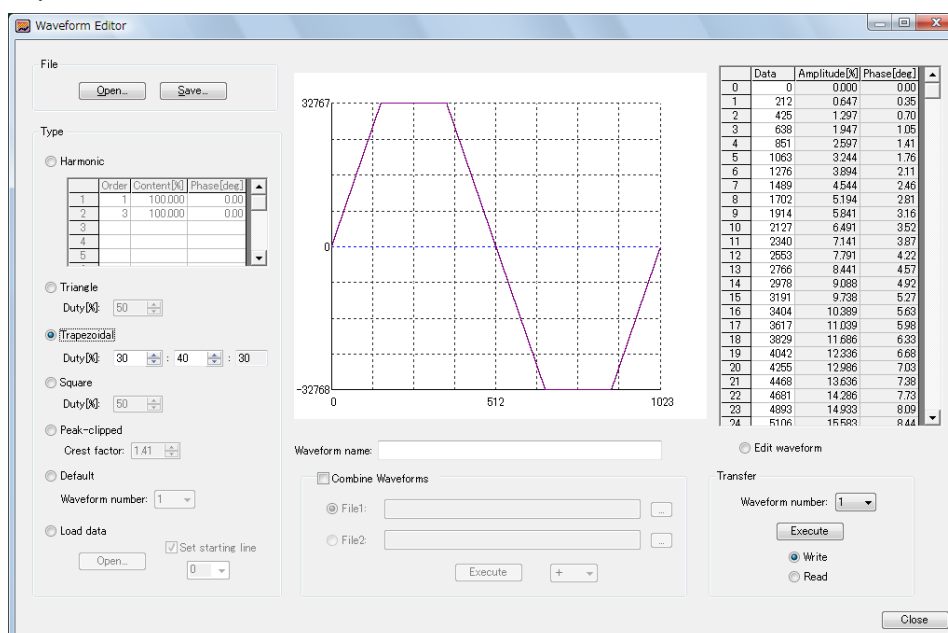 Waveform Editor
File
Open...
Save...
Type
Harmonic
Order Content[%] Phase[deg]
1 1 100.000 0.00
2 3 100.000 0.00
3
4
5
Triangle
Duty[%]: 50
Trapezoidal
Duty[%]: 30 : 40 : 30
Square
Duty[%]: 50
Peak-clipped
Crest factor: 1.41
Default
Waveform number: 1
Load data
Open...
Set starting line
0
32767
0
-32768
0 512 1023
Waveform name:
Combine Waveforms
File1: ...
File2: ...
Execute +
Data Amplitude[%] Phase[deg]
0 0 0.000 0.00
1 212 0.647 0.35
2 425 1.297 0.70
3 638 1.947 1.05
4 851 2.597 1.41
5 1063 3.244 1.76
6 1276 3.894 2.11
7 1489 4.544 2.46
8 1702 5.194 2.81
9 1914 5.841 3.16
10 2127 6.491 3.52
11 2340 7.141 3.87
12 2553 7.791 4.22
13 2766 8.441 4.57
14 2978 9.088 4.92
15 3191 9.738 5.27
16 3404 10.389 5.63
17 3617 11.039 5.98
18 3829 11.686 6.33
19 4042 12.336 6.68
20 4255 12.986 7.03
21 4468 13.636 7.38
22 4681 14.286 7.73
23 4893 14.933 8.09
24 5106 15.583 8.44
Edit waveform
Transfer
Waveform number: 1
Execute
Write
Read
Close